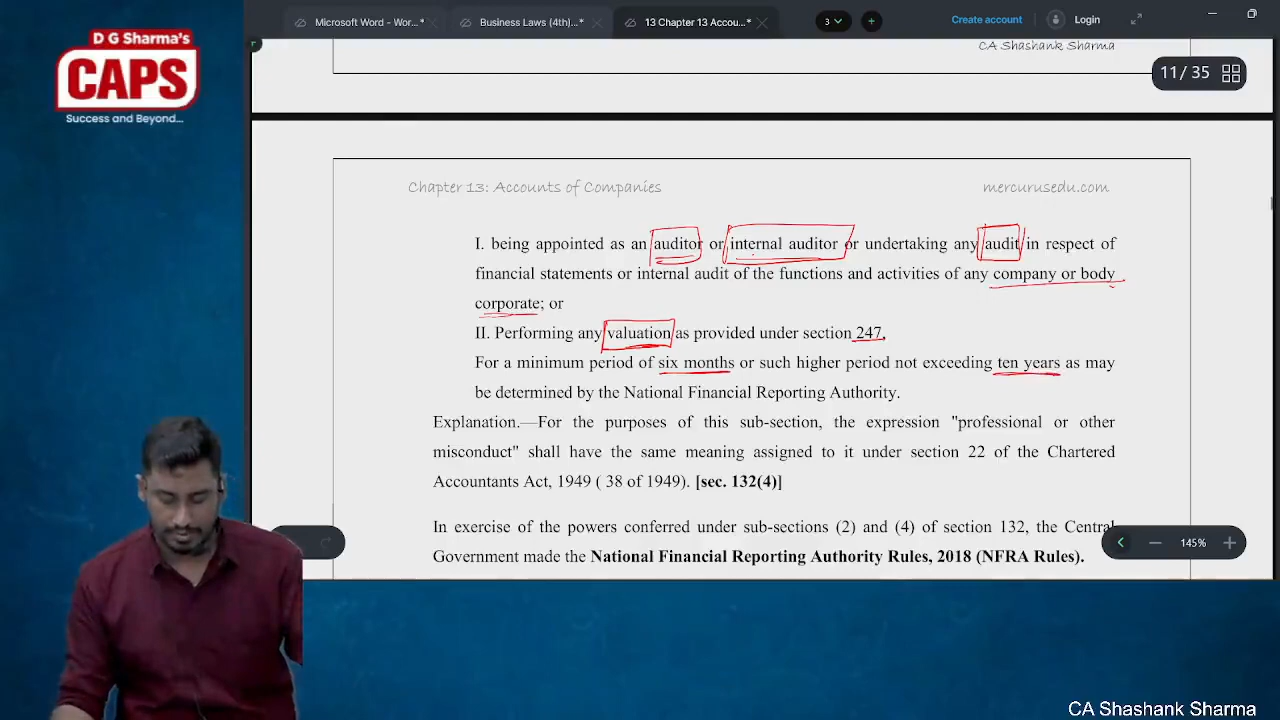 D G Sharma's
CAPS
Success and Beyond...
Microsoft Word - Wor...*
Business Laws (4th)...*
13 Chapter 13 Accou...*
3
Create account
Login
CA Shashank Sharma
11 / 35
Chapter 13: Accounts of Companies
mercurusedu.com
I. being appointed as an auditor or internal auditor or undertaking any audit in respect of
financial statements or internal audit of the functions and activities of any company or body
corporate; or
II. Performing any valuation as provided under section 247,
For a minimum period of six months or such higher period not exceeding ten years as may
be determined by the National Financial Reporting Authority.
Explanation.—For the purposes of this sub-section, the expression "professional or other
misconduct" shall have the same meaning assigned to it under section 22 of the Chartered
Accountants Act, 1949 ( 38 of 1949). [sec. 132(4)]
In exercise of the powers conferred under sub-sections (2) and (4) of section 132, the Central
Government made the National Financial Reporting Authority Rules, 2018 (NFRA Rules).
145%
CA Shashank Sharma